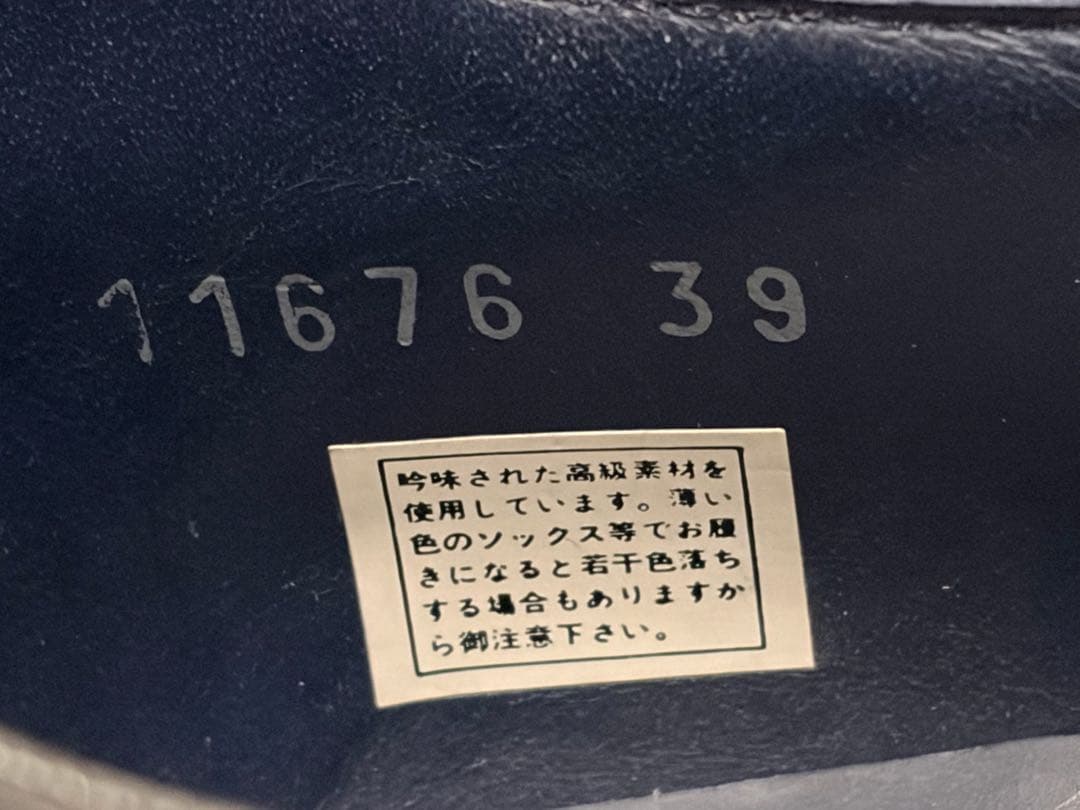 11676 39
吟味された高級素材を
使用しています。薄い
色のソックス等でお履
きになると若干色落ち
する場合もありますか
ら御注意下さい。